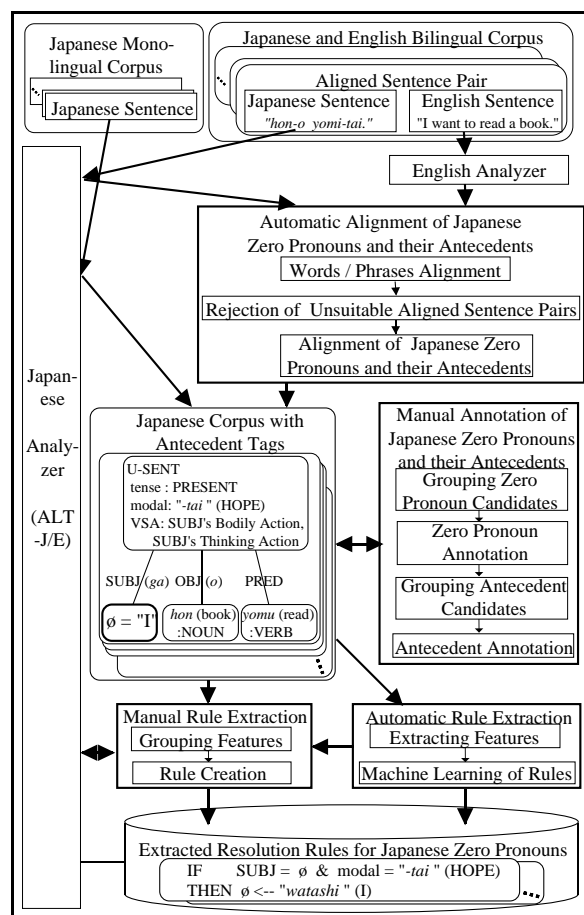 Japanese Mono-
lingual Corpus
Japanese Sentence
Japanese and English Bilingual Corpus
Aligned Sentence Pair
Japanese Sentence
"hon-o yomi-tai."
English Sentence
"I want to read a book."
English Analyzer
Automatic Alignment of Japanese
Zero Pronouns and their Antecedents
Words / Phrases Alignment
Rejection of Unsuitable Aligned Sentence Pairs
Alignment of Japanese Zero
Pronouns and their Antecedents
Japan-
ese
Analy-
zer
(ALT
-J/E)
Japanese Corpus with
Antecedent Tags
U-SENT
tense : PRESENT
modal: "-tai " (HOPE)
VSA: SUBJ's Bodily Action,
SUBJ's Thinking Action
SUBJ (ga) OBJ (o) PRED
ø = "I"
hon (book)
:NOUN
yomu (read)
:VERB
Manual Annotation of
Japanese Zero Pronouns
and their Antecedents
Grouping Zero
Pronoun Candidates
Zero Pronoun
Annotation
Grouping Antecedent
Candidates
Antecedent Annotation
Manual Rule Extraction
Grouping Features
Rule Creation
Automatic Rule Extraction
Extracting Features
Machine Learning of Rules
Extracted Resolution Rules for Japanese Zero Pronouns
IF SUBJ = ø & modal = "-tai " (HOPE)
THEN ø <-- "watashi " (I)